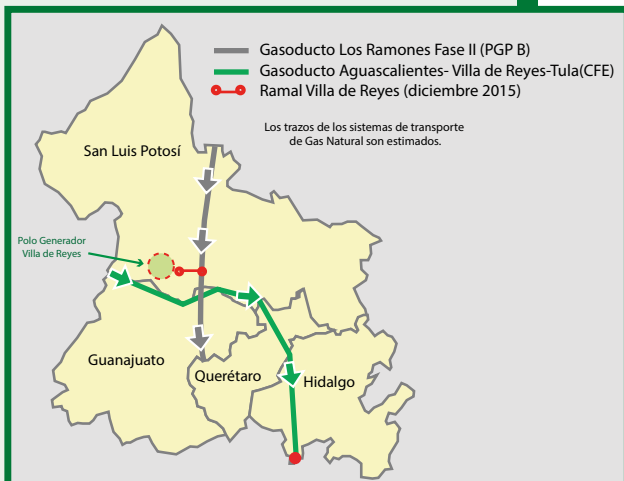 Gasoducto Los Ramones Fase II (PGP B)
Gasoducto Aguascalientes- Villa de Reyes-Tula(CFE)
Ramal Villa de Reyes (diciembre 2015)
Los trazos de los sistemas de transporte
de Gas Natural son estimados.
San Luis Potosí
Polo Generador
Villa de Reyes
Guanajuato
Querétaro
Hidalgo